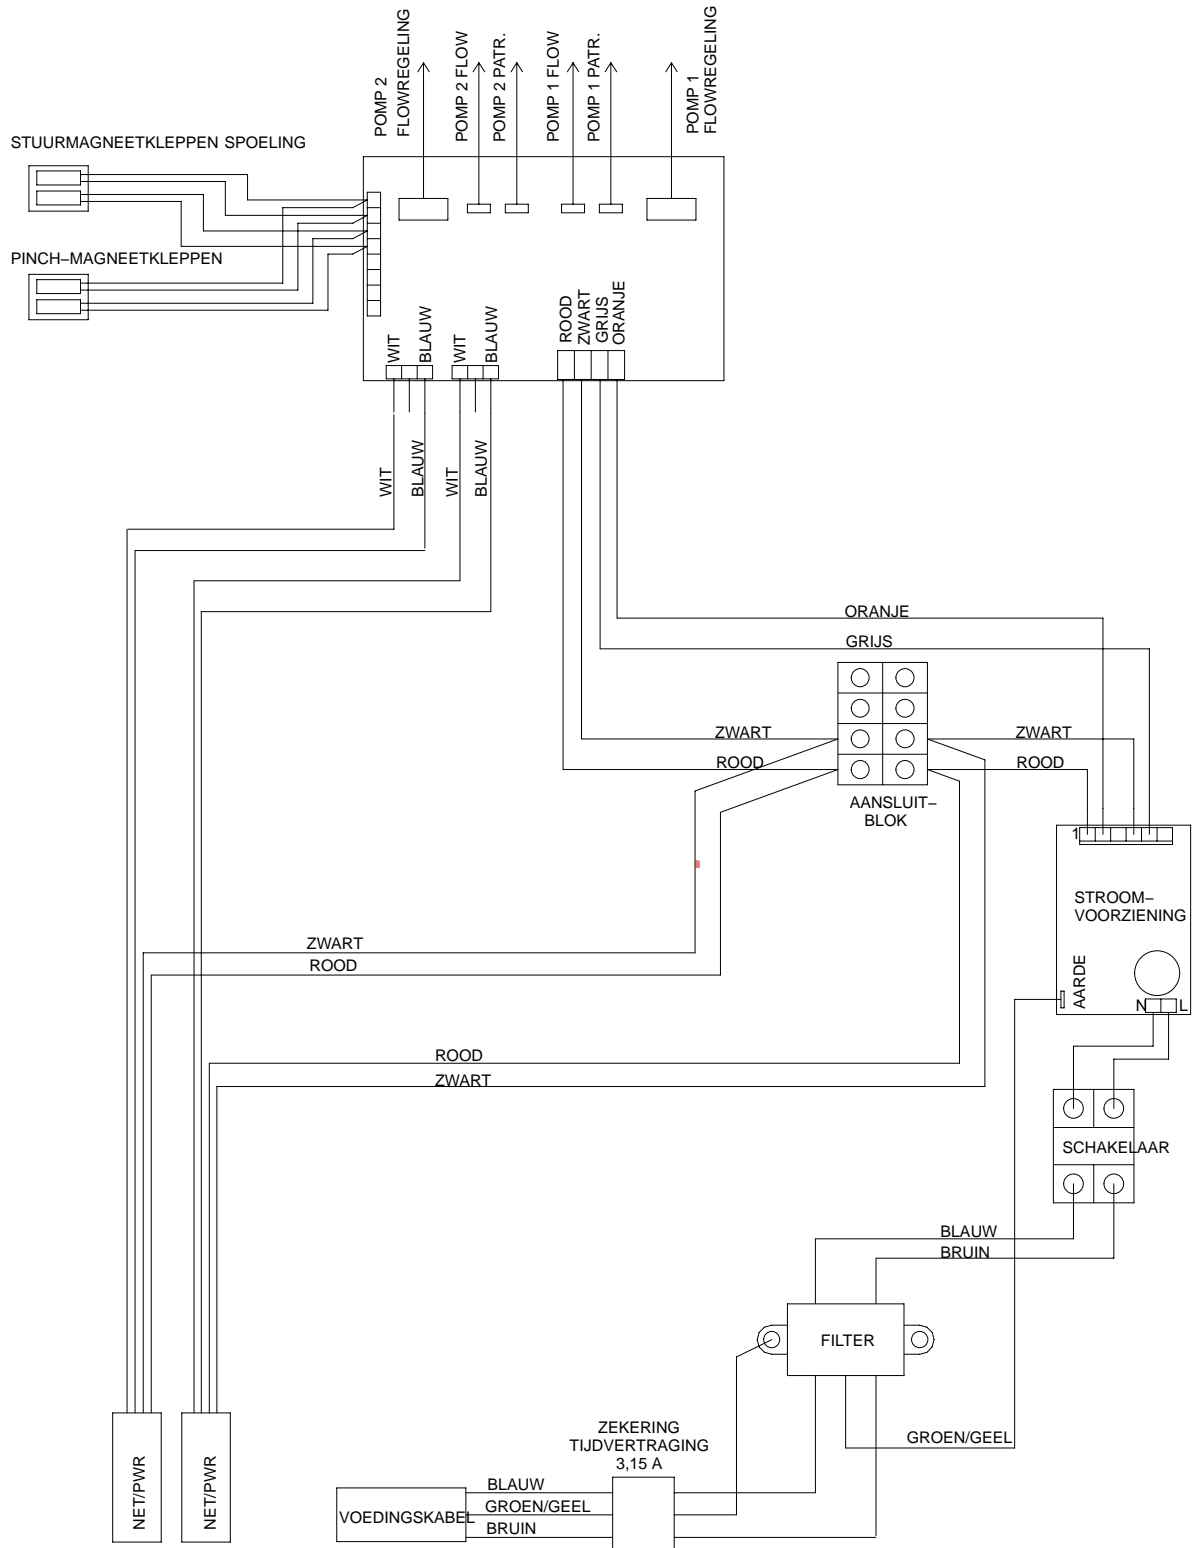 POMP 2
FLOWREGELING
POMP 2 FLOW
POMP 2 PATR.
POMP 1 FLOW
POMP 1 PATR.
POMP 1
FLOWREGELING
STUURMAGNEETKLEPPEN SPOELING
PINCH–MAGNEETKLEPPEN
WIT
BLAUW
WIT
BLAUW
ROOD
ZWART
GRIJS
ORANJE
WIT
BLAUW
WIT
BLAUW
ORANJE
GRIJS
ZWART
ZWART
ROOD
ROOD
AANSLUIT–
BLOK
1
STROOM–
VOORZIENING
AARDE
N
L
ZWART
ROOD
ROOD
ZWART
SCHAKELAAR
BLAUW
BRUIN
FILTER
GROEN/GEEL
ZEKERING
TIJDVERTRAGING
3,15 A
BLAUW
GROEN/GEEL
BRUIN
VOEDINGSKABEL
NET/PWR
NET/PWR